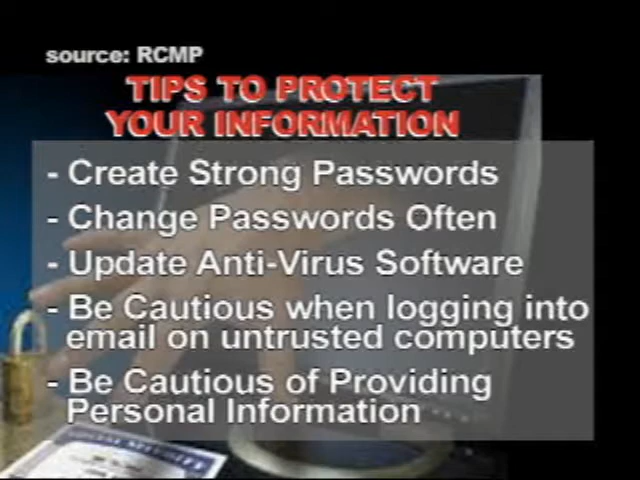 source: RCMP
TIPS TO PROTECT
YOUR INFORMATION
- Create Strong Passwords
- Change Passwords Often
- Update Anti-Virus Software
- Be Cautious when logging into
email on untrusted computers
- Be Cautious of Providing
Personal Information